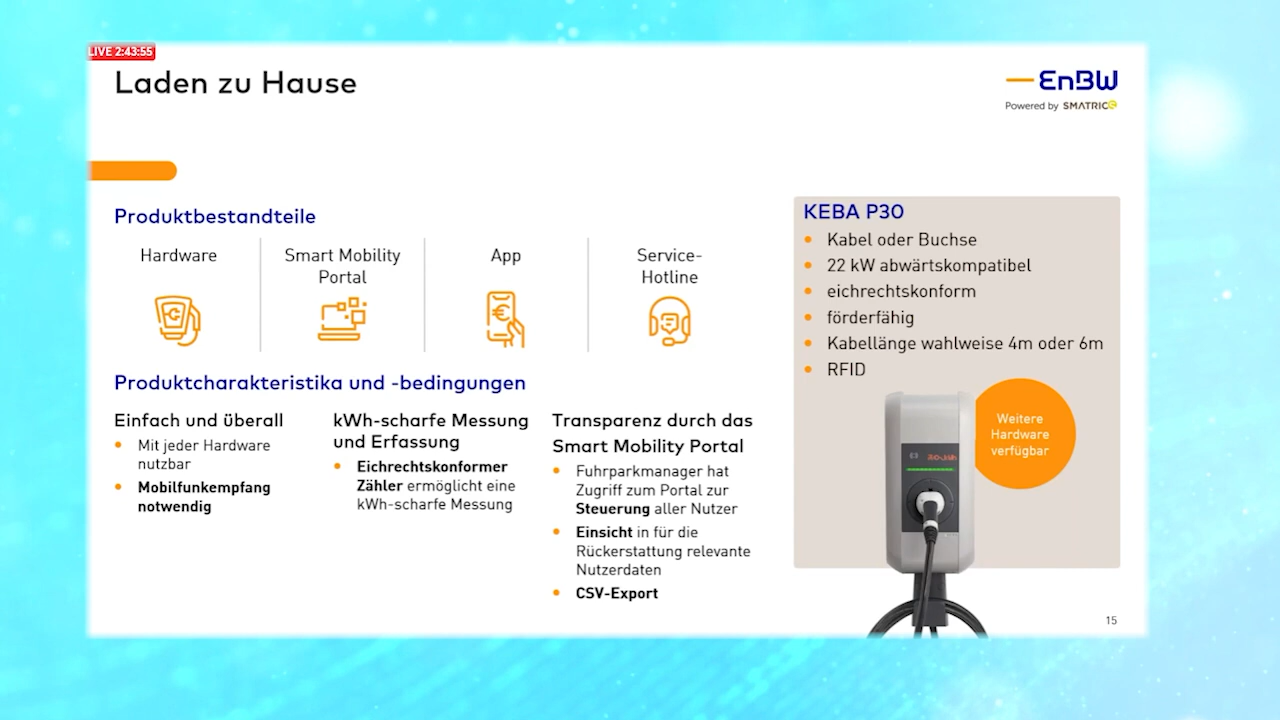 LIVE 2:43:55
Laden zu Hause
EnBW
Powered by SMATRICS
Produktbestandteile
Hardware
Smart Mobility
Portal
App
Service-
Hotline
Produktcharakteristika und -bedingungen
Einfach und überall
Mit jeder Hardware
nutzbar
Mobilfunkempfang
notwendig
kWh-scharfe Messung
und Erfassung
Eichrechtskonformer
Zähler ermöglicht eine
kWh-scharfe Messung
Transparenz durch das
Smart Mobility Portal
Fuhrparkmanager hat
Zugriff zum Portal zur
Steuerung aller Nutzer
Einsicht in für die
Rückerstattung relevante
Nutzerdaten
CSV-Export
KEBA P30
Kabel oder Buchse
22 kW abwärtskompatibel
eichrechtskonform
förderfähig
Kabellänge wahlweise 4m oder 6m
RFID
Weitere
Hardware
verfügbar
15